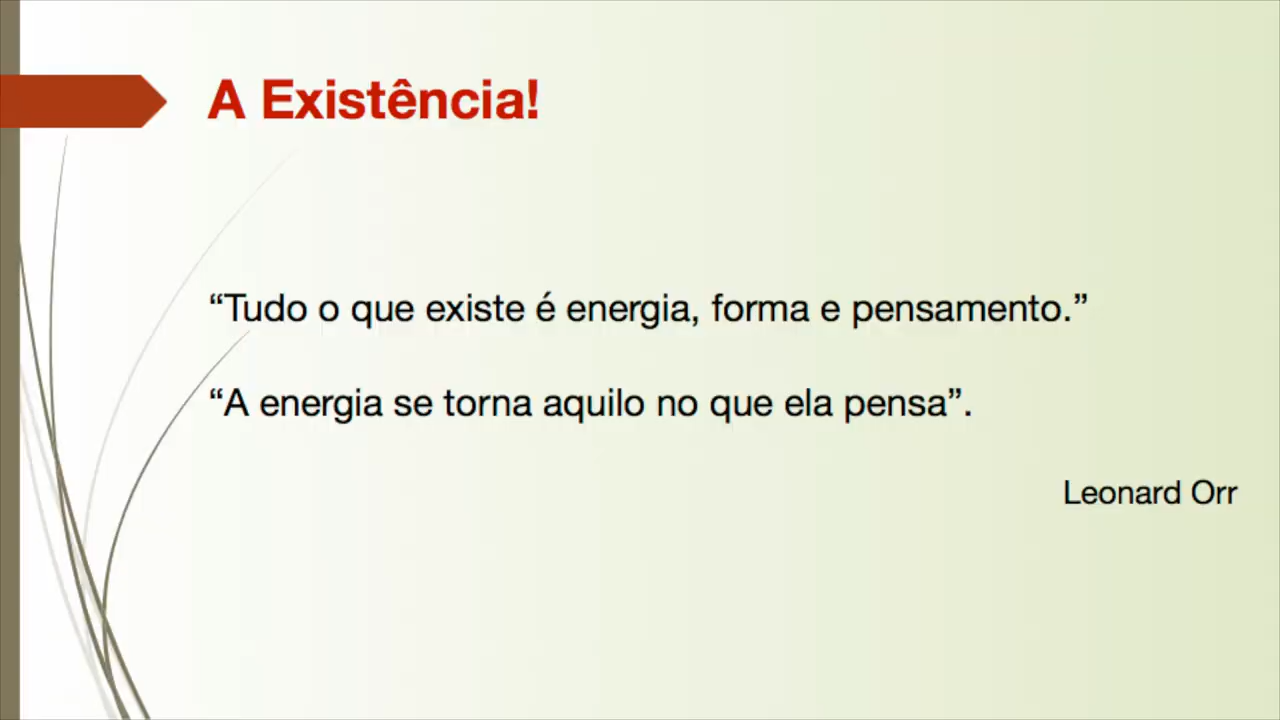 A Existência!
“Tudo o que existe é energia, forma e pensamento.”
“A energia se torna aquilo no que ela pensa”.
Leonard Orr